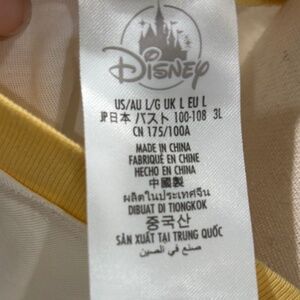 Disney
US/AU L/G UK L EU L
JP日本 バスト 100-108 3L
CN 175/100A
MADE IN CHINA
FABRIQUÉ EN CHINE
HECHO EN CHINA
中國製
ผลิตในประเทศจีน
DIBUAT DI TIONGKOK
중국산
SẢN XUẤT TẠI TRUNG QUỐC
صنع في الصين